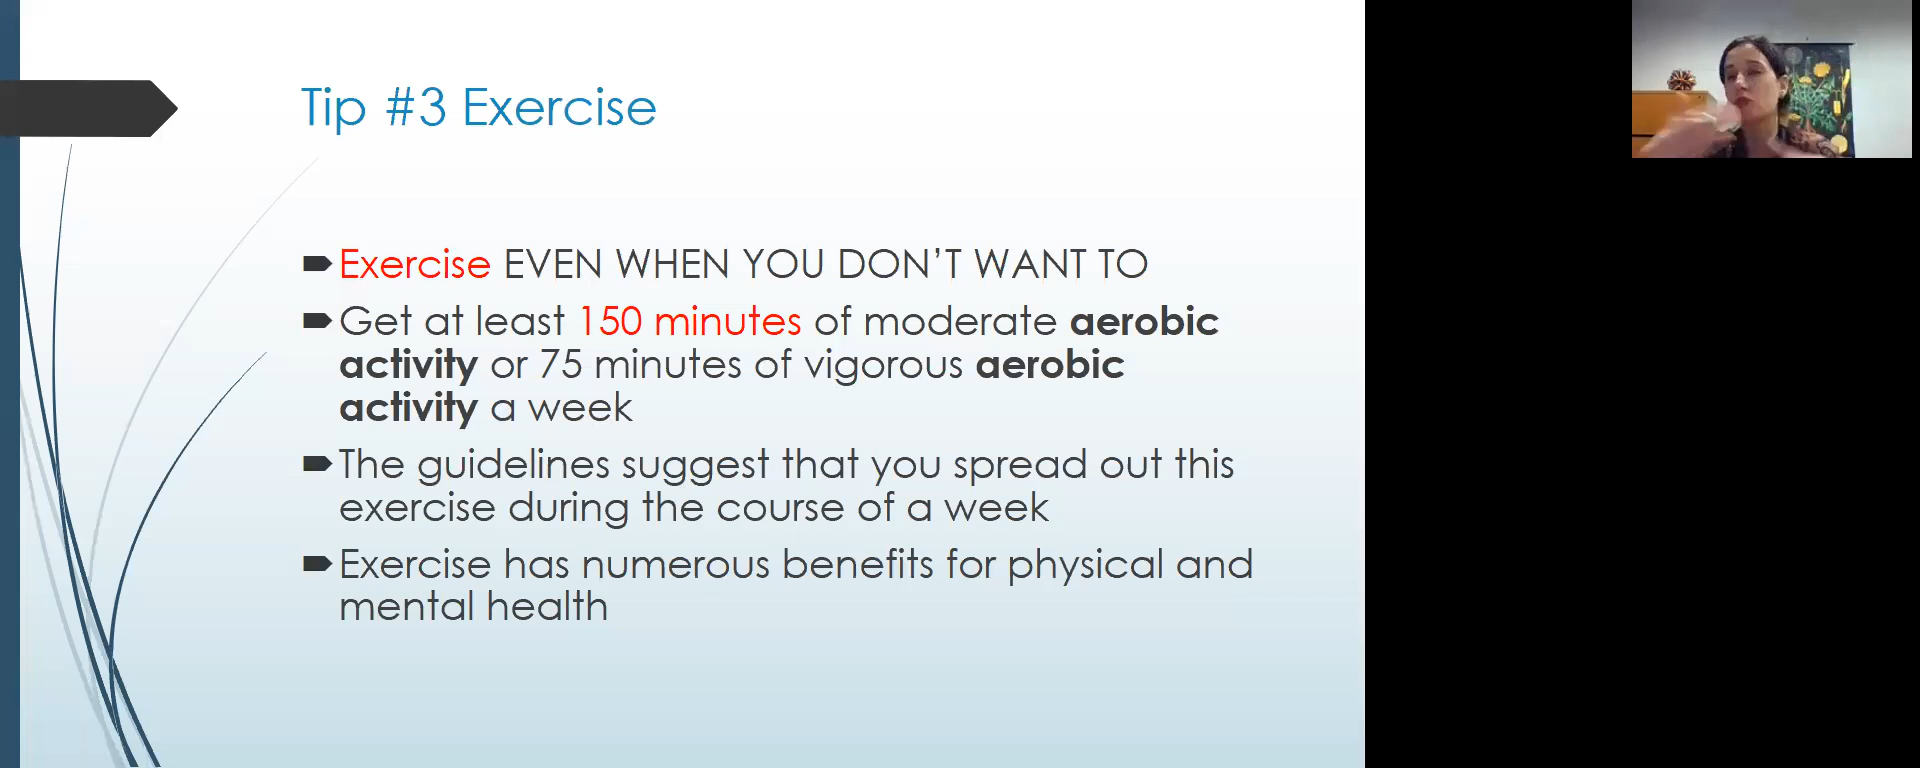 Tip #3 Exercise
Exercise EVEN WHEN YOU DON'T WANT TO
Get at least 150 minutes of moderate aerobic
activity or 75 minutes of vigorous aerobic
activity a week
The guidelines suggest that you spread out this
exercise during the course of a week
Exercise has numerous benefits for physical and
mental health